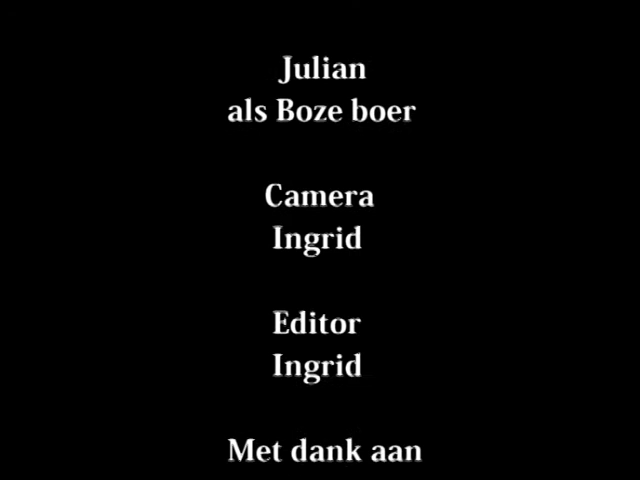 Julian
als Boze boer
Camera
Ingrid
Editor
Ingrid
Met dank aan